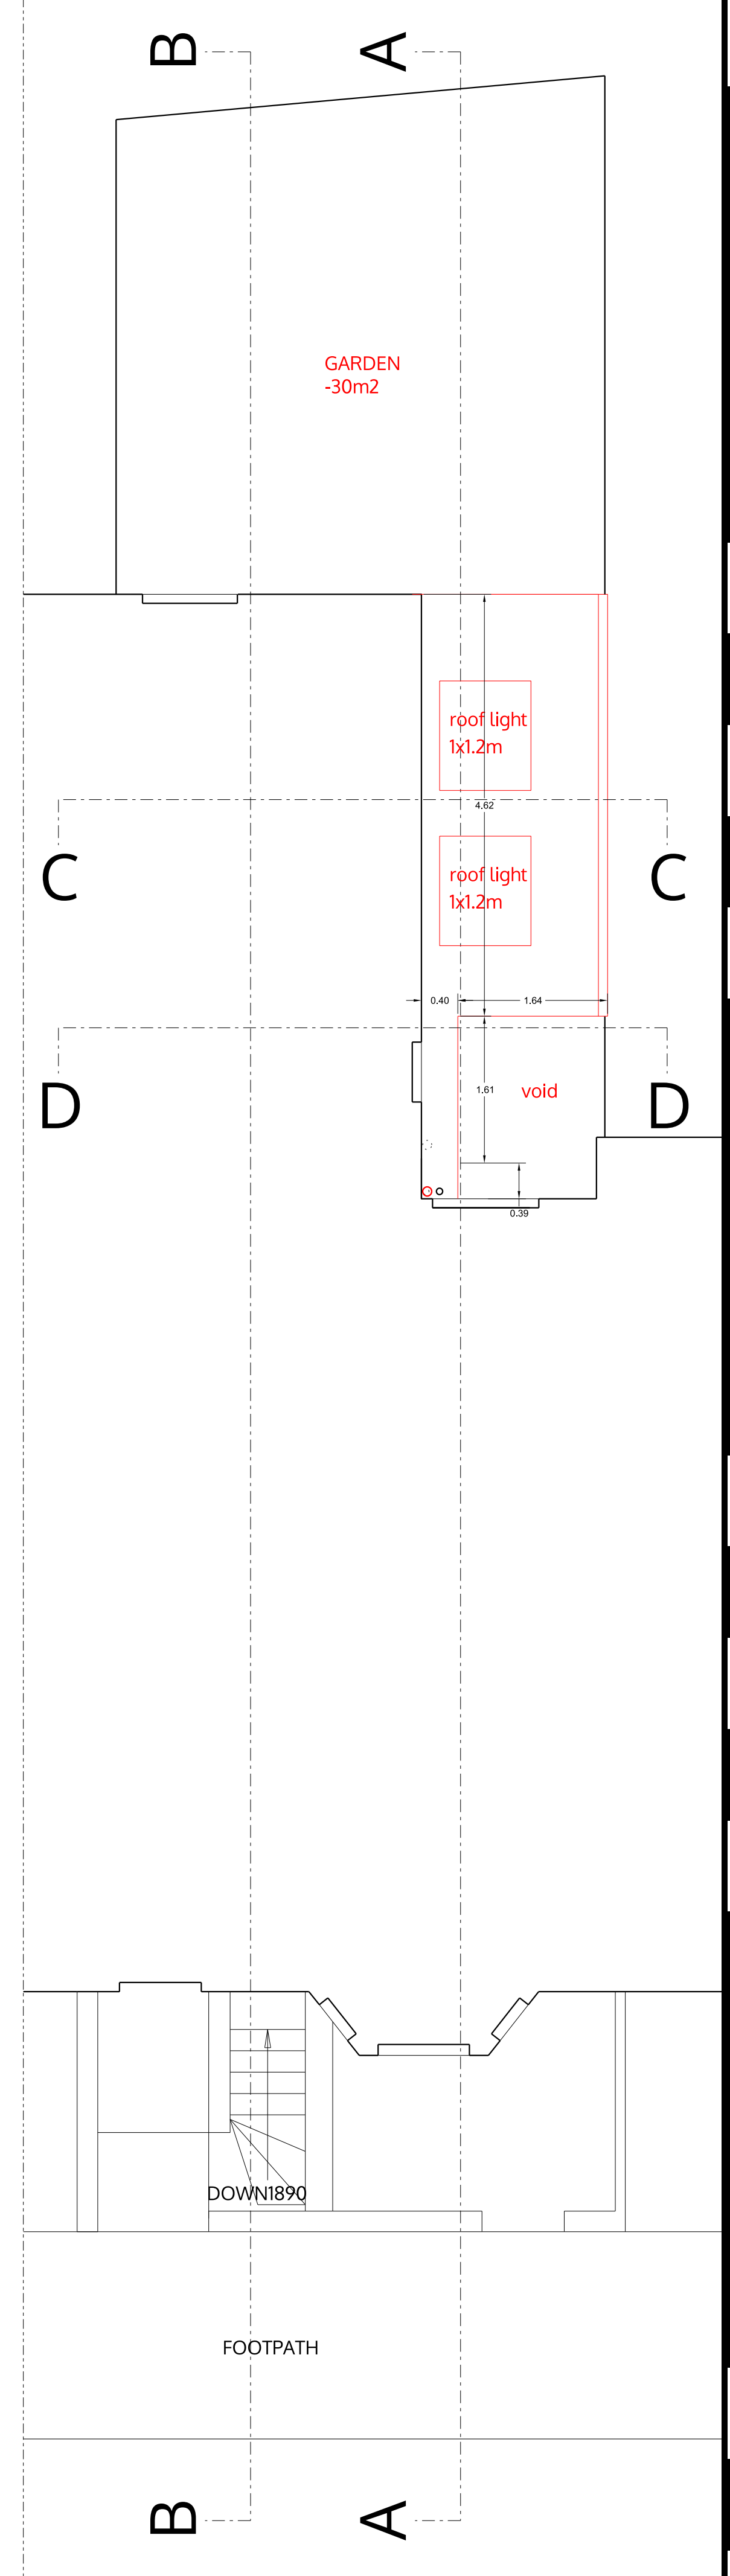 B
A
GARDEN
-30m2
roof light
1x1.2m
4.62
C
C
roof light
1x1.2m
0.40
1.64
D
D
1.61
void
0.39
DOWN1890
FOOTPATH
B
A